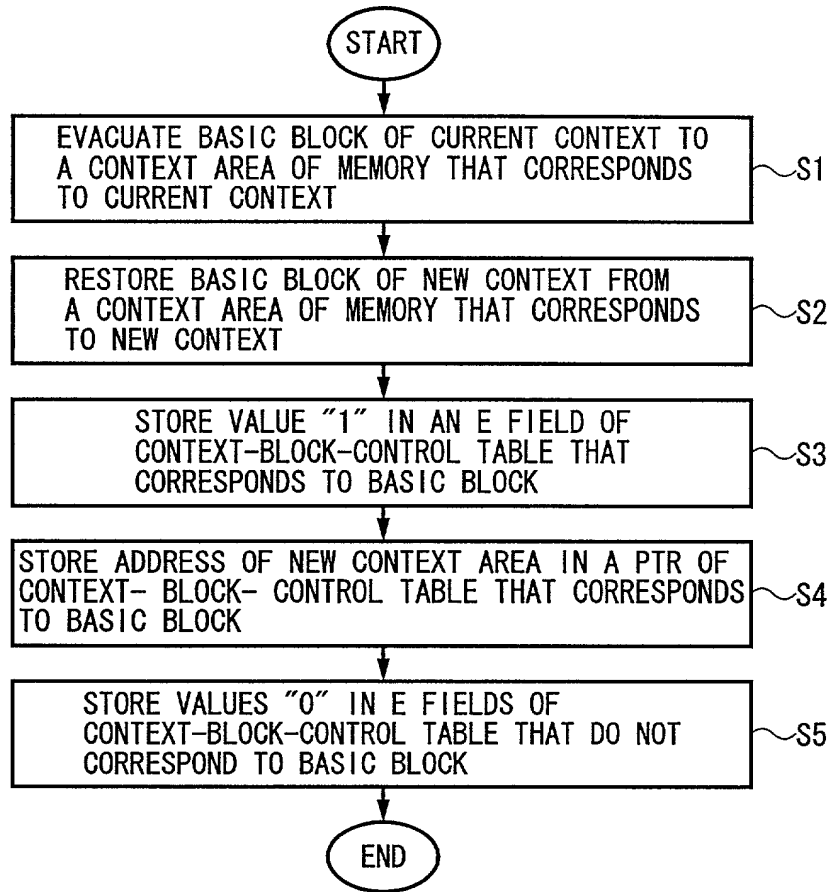 START
EVACUATE BASIC BLOCK OF CURRENT CONTEXT TO
A CONTEXT AREA OF MEMORY THAT CORRESPONDS
TO CURRENT CONTEXT
S1
RESTORE BASIC BLOCK OF NEW CONTEXT FROM
A CONTEXT AREA OF MEMORY THAT CORRESPONDS
TO NEW CONTEXT
S2
STORE VALUE "1" IN AN E FIELD OF
CONTEXT-BLOCK-CONTROL TABLE THAT
CORRESPONDS TO BASIC BLOCK
S3
STORE ADDRESS OF NEW CONTEXT AREA IN A PTR OF
CONTEXT- BLOCK- CONTROL TABLE THAT CORRESPONDS
TO BASIC BLOCK
S4
STORE VALUES "0" IN E FIELDS OF
CONTEXT-BLOCK-CONTROL TABLE THAT DO NOT
CORRESPOND TO BASIC BLOCK
S5
END